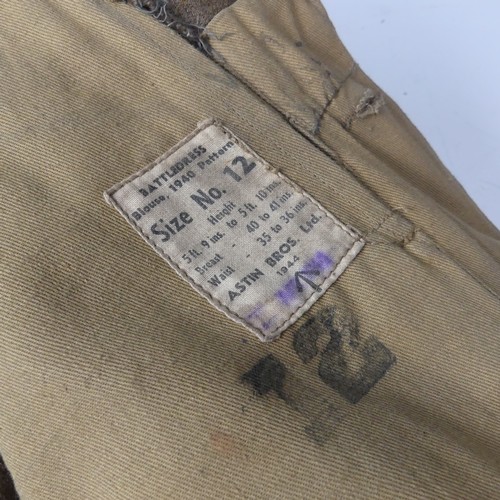 BATTLEDRESS
Blouse, 1940 Pattern
Size No. 12
Height
5 ft. 9 ins. to 5 ft. 10 ins.
Breast - 40 to 41 ins.
Waist - 35 to 36 ins.
ASTIN BROS. Ltd.
1944
12